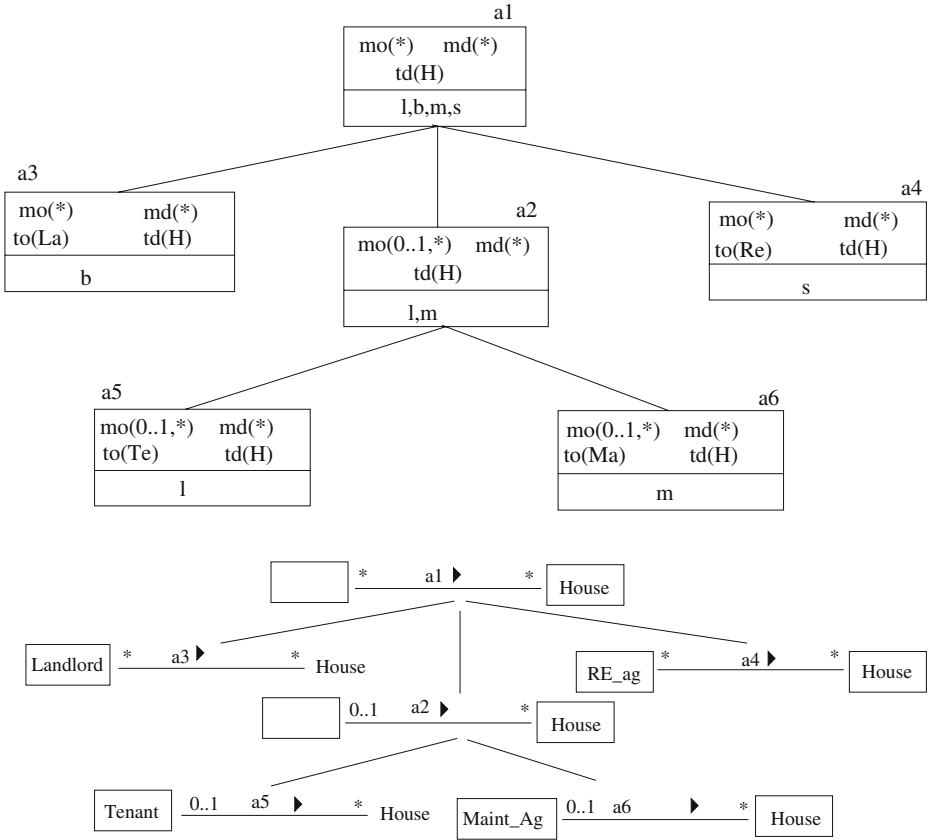 a1
mo(*) md(*)
td(H)
l,b,m,s
a3
mo(*) md(*)
to(La) td(H)
b
a2
mo(0..1,*) md(*)
td(H)
l,m
a4
mo(*) md(*)
to(Re) td(H)
s
a5
mo(0..1,*) md(*)
to(Te) td(H)
l
a6
mo(0..1,*) md(*)
to(Ma) td(H)
m
* a1 * House
Landlord * a3 * House
RE_ag * a4 * House
0..1 a2 * House
Tenant 0..1 a5 * House
Maint_Ag 0..1 a6 * House